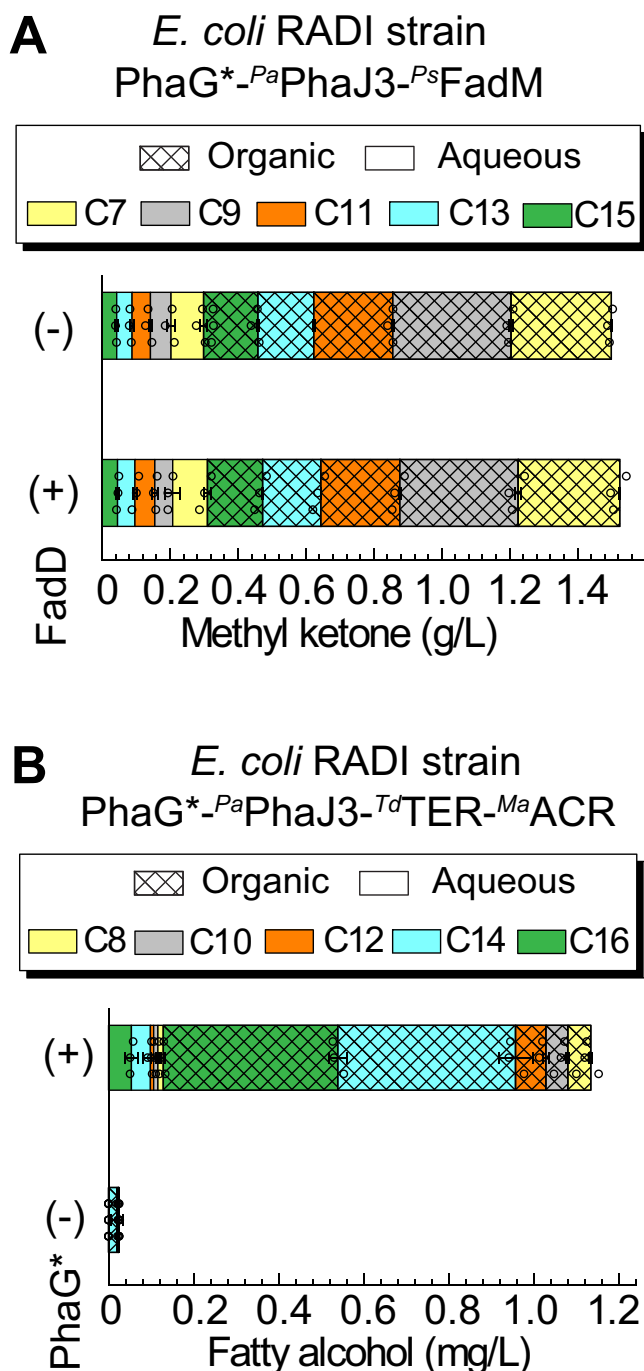 A
E. coli RADI strain
PhaG*-PaPhaJ3-PsFadM
Organic Aqueous
C7 C9 C11 C13 C15
(-)
(+)
FadD
0 0.2 0.4 0.6 0.8 1.0 1.2 1.4
Methyl ketone (g/L)
B
E. coli RADI strain
PhaG*-PaPhaJ3-TdTER-MaACR
Organic Aqueous
C8 C10 C12 C14 C16
(+)
(-)
PhaG*
0 0.2 0.4 0.6 0.8 1.0 1.2
Fatty alcohol (mg/L)